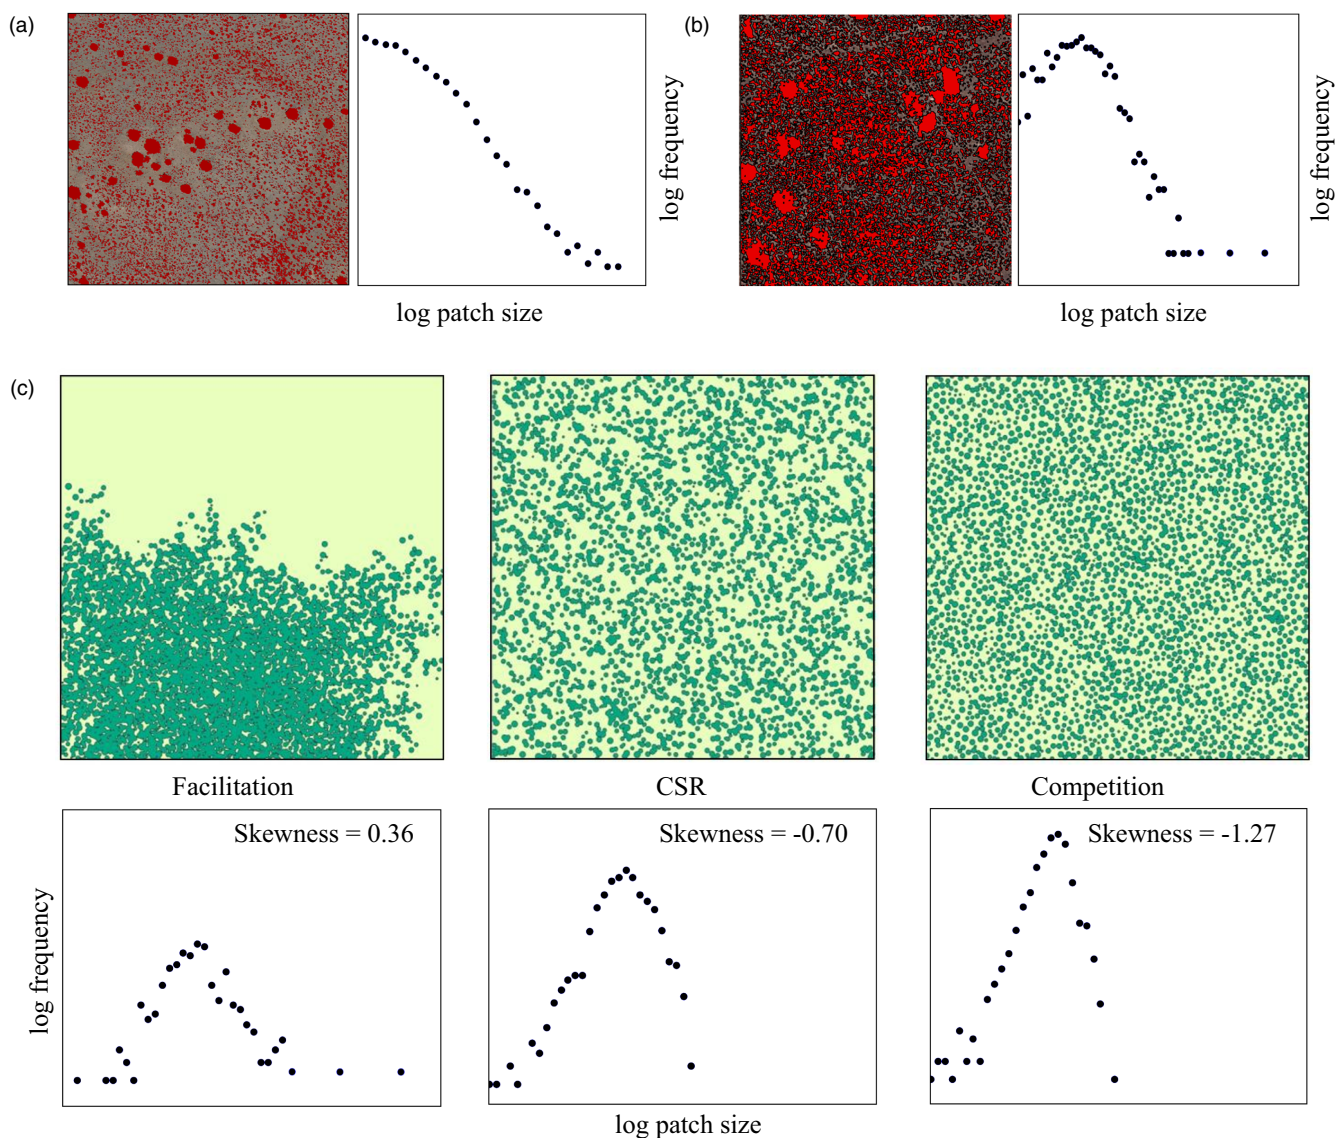 (a)
log frequency
log patch size
(b)
log frequency
log patch size
(c)
Facilitation
CSR
Competition
Skewness = 0.36
Skewness = -0.70
Skewness = -1.27
log frequency
log patch size